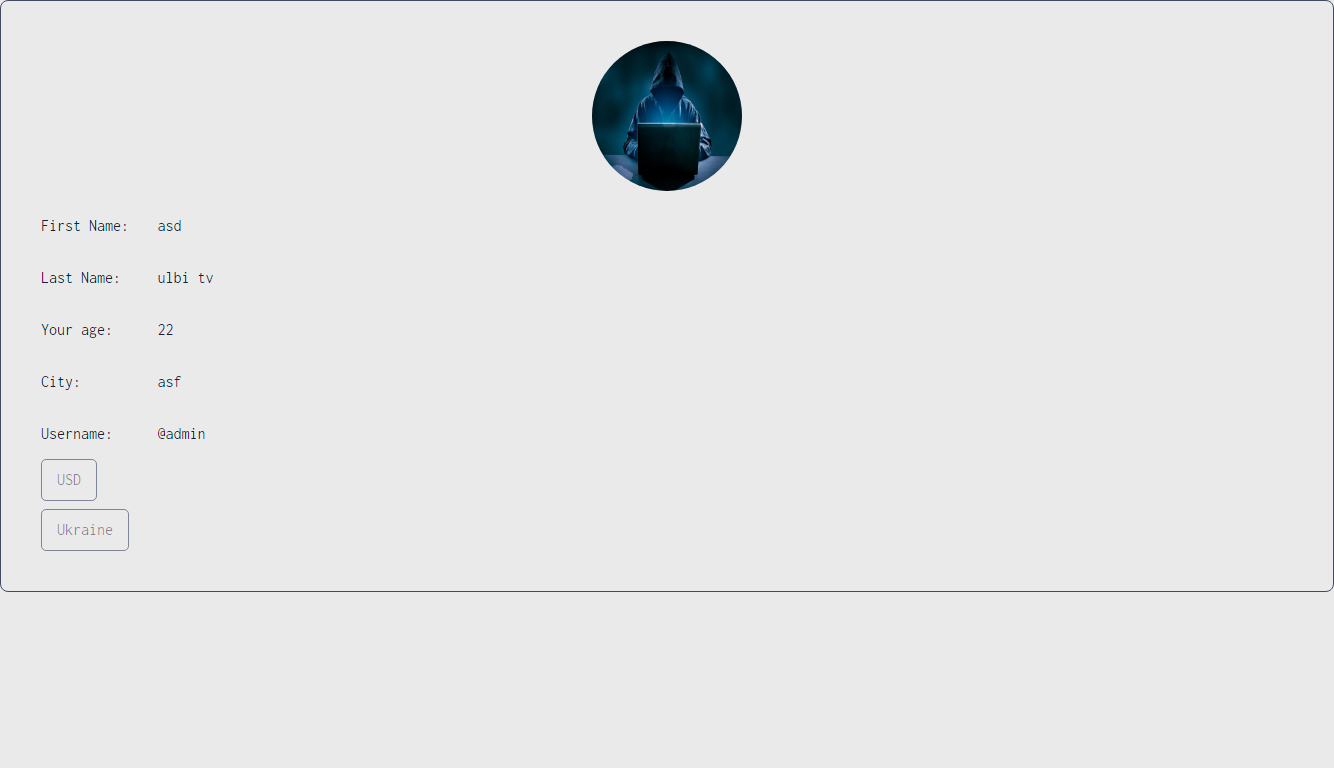 First Name: asd
Last Name: ulbi tv
Your age: 22
City: asf
Username: @admin
USD
Ukraine